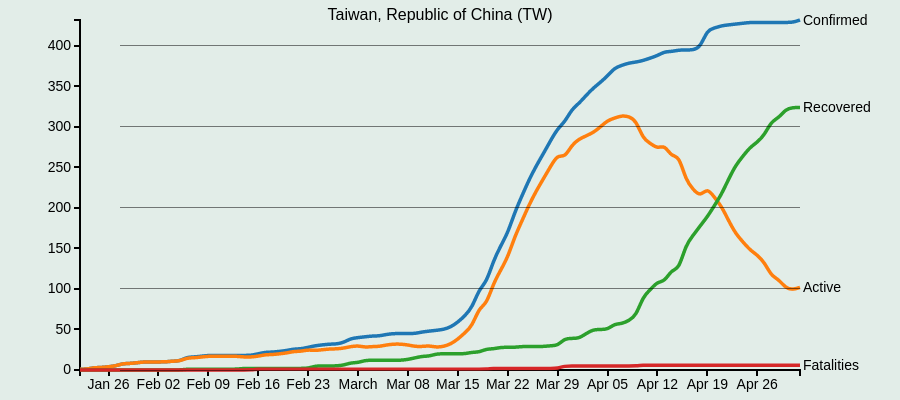 Taiwan, Republic of China (TW)
Confirmed
400
350
Recovered
300
250
200
150
100
Active
50
0
Fatalities
Jan 26 Feb 02 Feb 09 Feb 16 Feb 23 March Mar 08 Mar 15 Mar 22 Mar 29 Apr 05 Apr 12 Apr 19 Apr 26